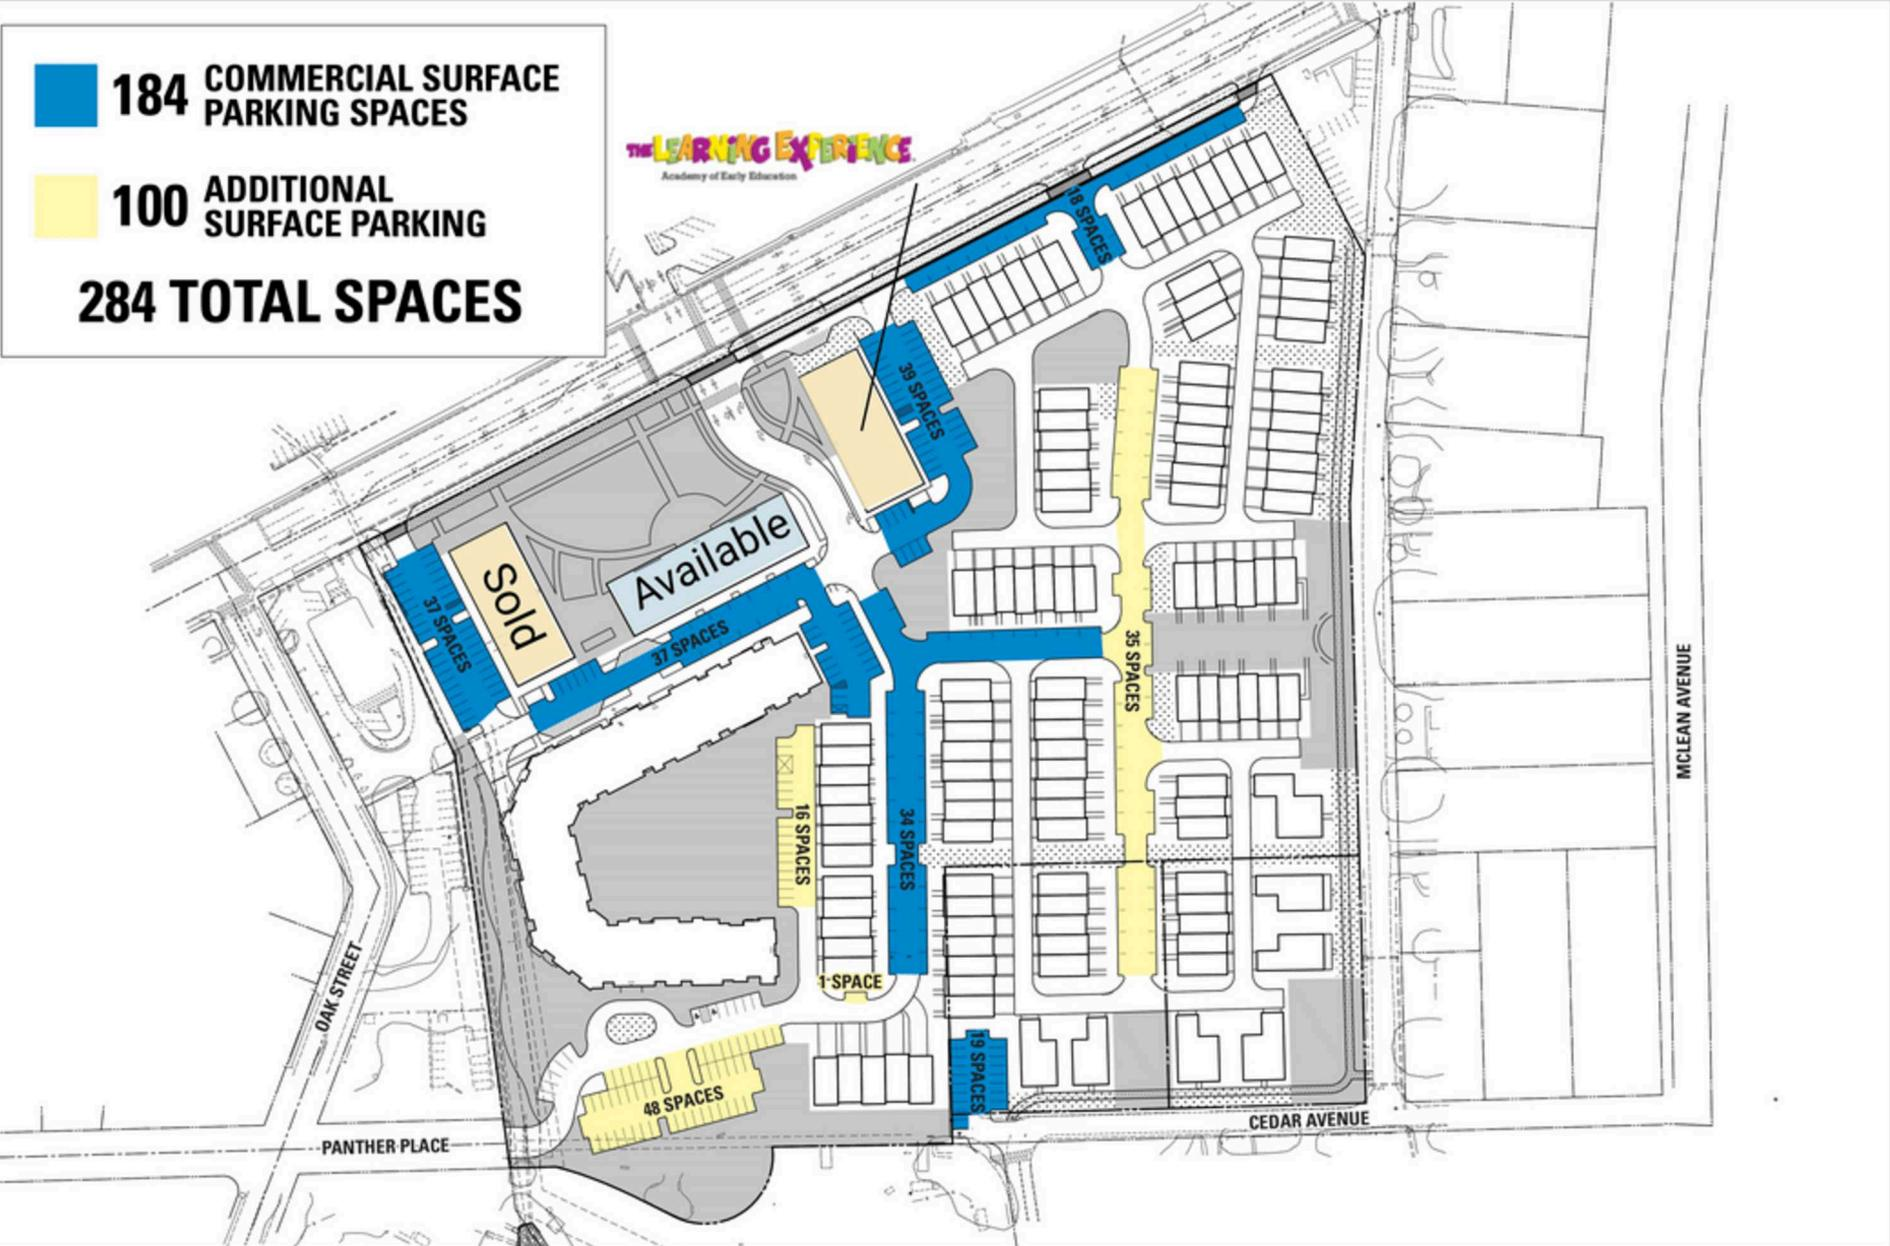 184 COMMERCIAL SURFACE
PARKING SPACES
100 ADDITIONAL
SURFACE PARKING
284 TOTAL SPACES
THE LEARNING EXPERIENCE
Academy of Early Education
18 SPACES
39 SPACES
Available
Sold
37 SPACES
37 SPACES
35 SPACES
16 SPACES
34 SPACES
1 SPACE
19 SPACES
48 SPACES
MCLEAN AVENUE
OAK STREET
PANTHER PLACE
CEDAR AVENUE